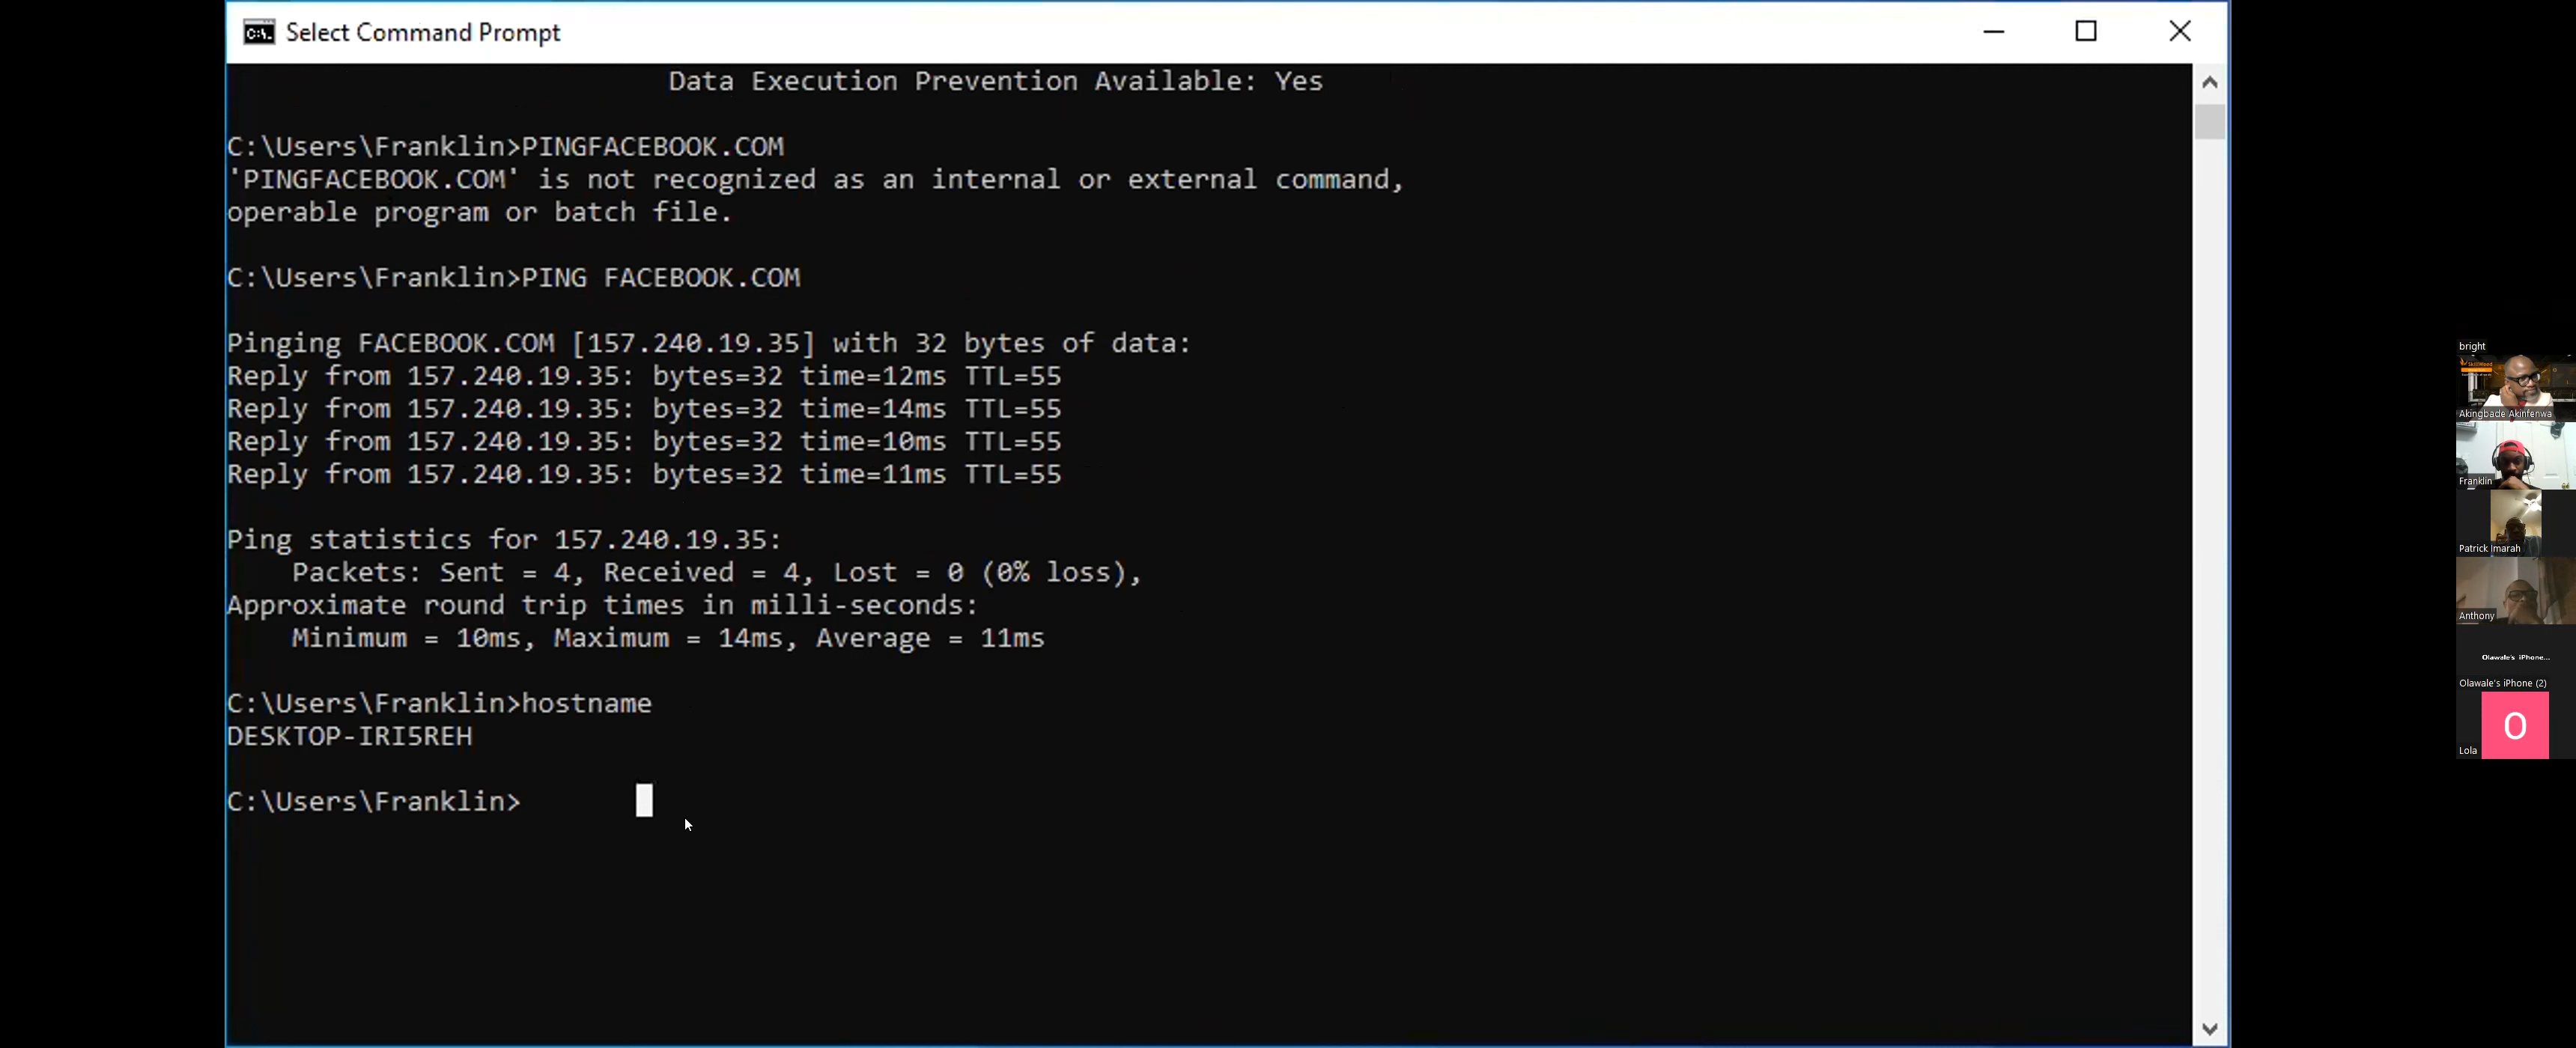 Select Command Prompt
Data Execution Prevention Available: Yes
C:\Users\Franklin>PINGFACEBOOK.COM
'PINGFACEBOOK.COM' is not recognized as an internal or external command,
operable program or batch file.
C:\Users\Franklin>PING FACEBOOK.COM
Pinging FACEBOOK.COM [157.240.19.35] with 32 bytes of data:
Reply from 157.240.19.35: bytes=32 time=12ms TTL=55
Reply from 157.240.19.35: bytes=32 time=14ms TTL=55
Reply from 157.240.19.35: bytes=32 time=10ms TTL=55
Reply from 157.240.19.35: bytes=32 time=11ms TTL=55
Ping statistics for 157.240.19.35:
Packets: Sent = 4, Received = 4, Lost = 0 (0% loss),
Approximate round trip times in milli-seconds:
Minimum = 10ms, Maximum = 14ms, Average = 11ms
C:\Users\Franklin>hostname
DESKTOP-IRI5REH
C:\Users\Franklin>
bright
Akingbade Akinfenwa
Franklin
Patrick Imarah
Anthony
Olawale's iPhone...
Olawale's iPhone (2)
O
Lola